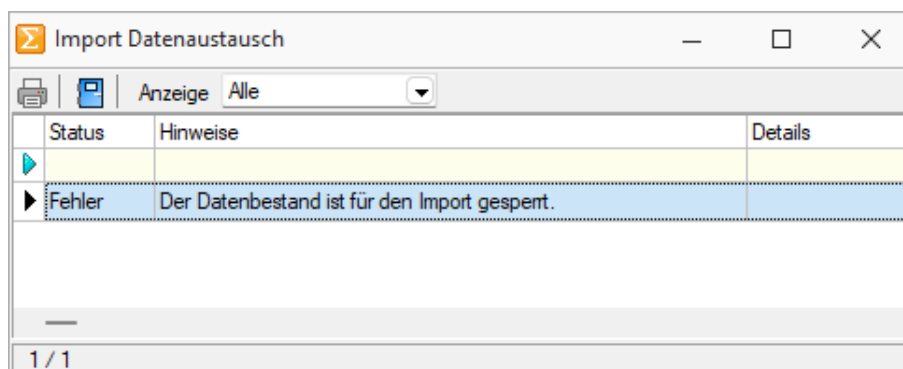 Import Datenaustausch
Anzeige Alle
Status Hinweise Details
Fehler Der Datenbestand ist für den Import gesperrt.
1 / 1